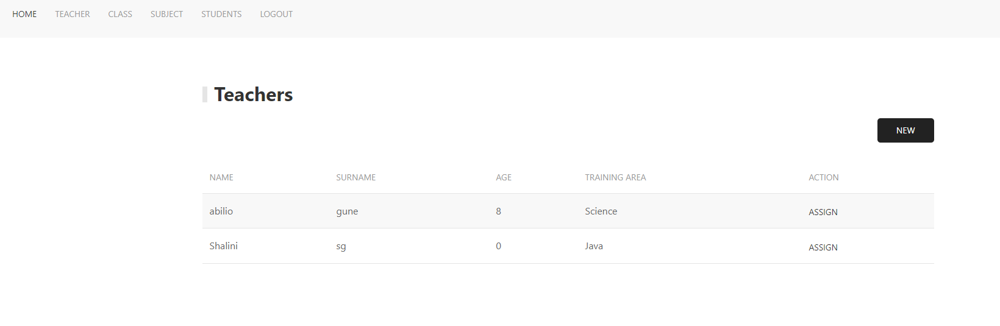 HOME TEACHER CLASS SUBJECT STUDENTS LOGOUT
Teachers
NEW
NAME SURNAME AGE TRAINING AREA ACTION
abilio gune 8 Science ASSIGN
Shalini sg 0 Java ASSIGN